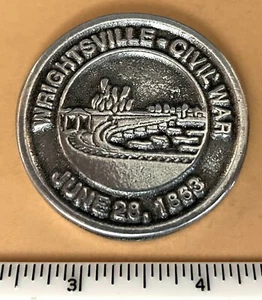 WRIGHTSVILLE - CIVIL WAR
JUNE 28, 1863
3 4